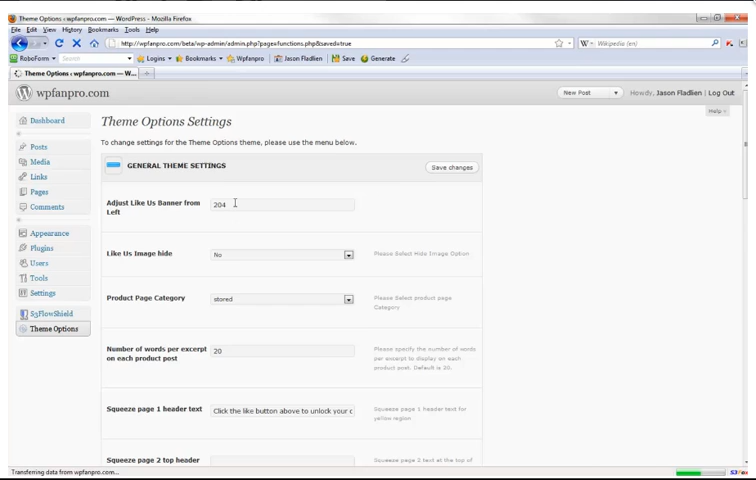 Theme Options ‹ wpfanpro.com — WordPress - Mozilla Firefox
File Edit View History Bookmarks Tools Help
http://wpfanpro.com/beta/wp-admin/admin.php?page=functions.php&saved=true
Wikipedia (en)
RoboForm Search Logins Bookmarks Wpfanpro Jason Fladlien Save Generate
Theme Options ‹ wpfanpro.com — W...
wpfanpro.com
New Post
Howdy, Jason Fladlien | Log Out
Help
Dashboard
Posts
Media
Links
Pages
Comments
Appearance
Plugins
Users
Tools
Settings
S3FlowShield
Theme Options
Theme Options Settings
To change settings for the Theme Options theme, please use the menu below.
GENERAL THEME SETTINGS
Save changes
Adjust Like Us Banner from
Left
204
Like Us Image hide
No
Please Select Hide Image Option
Product Page Category
stored
Please Select product page
Category
Number of words per excerpt
on each product post
20
Please specify the number of words
per excerpt to display on each
product post. Default is 20.
Squeeze page 1 header text
Click the like button above to unlock your c
Squeeze page 1 header text for
yellow region
Squeeze page 2 top header
Squeeze page 2 text at the top of
Transferring data from wpfanpro.com...